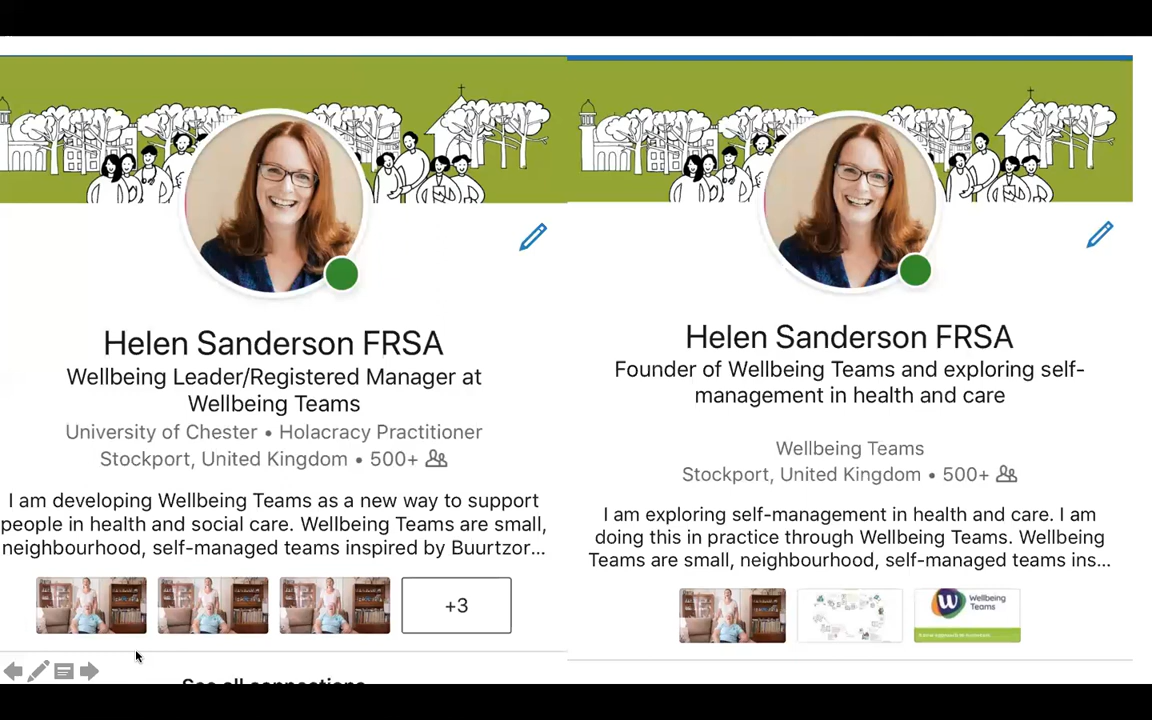 Helen Sanderson FRSA
Wellbeing Leader/Registered Manager at
Wellbeing Teams
University of Chester • Holacracy Practitioner
Stockport, United Kingdom • 500+
I am developing Wellbeing Teams as a new way to support
people in health and social care. Wellbeing Teams are small,
neighbourhood, self-managed teams inspired by Buurtzor...
+3
See all connections
Helen Sanderson FRSA
Founder of Wellbeing Teams and exploring self-
management in health and care
Wellbeing Teams
Stockport, United Kingdom • 500+
I am exploring self-management in health and care. I am
doing this in practice through Wellbeing Teams. Wellbeing
Teams are small, neighbourhood, self-managed teams ins...
W
Wellbeing
Teams